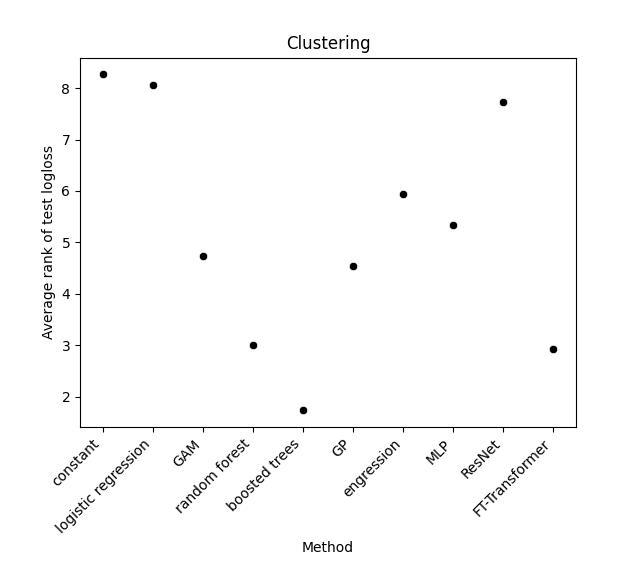 Clustering
Average rank of test logloss
8
7
6
5
4
3
2
constant
logistic regression
GAM
random forest
boosted trees
GP
engression
MLP
ResNet
FT-Transformer
Method